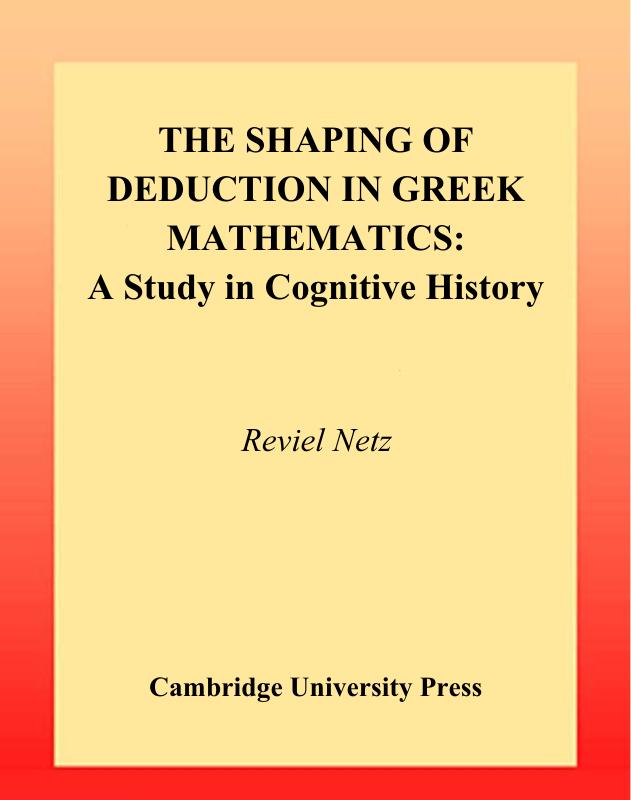 THE SHAPING OF
DEDUCTION IN GREEK
MATHEMATICS:
A Study in Cognitive History
Reviel Netz
Cambridge University Press